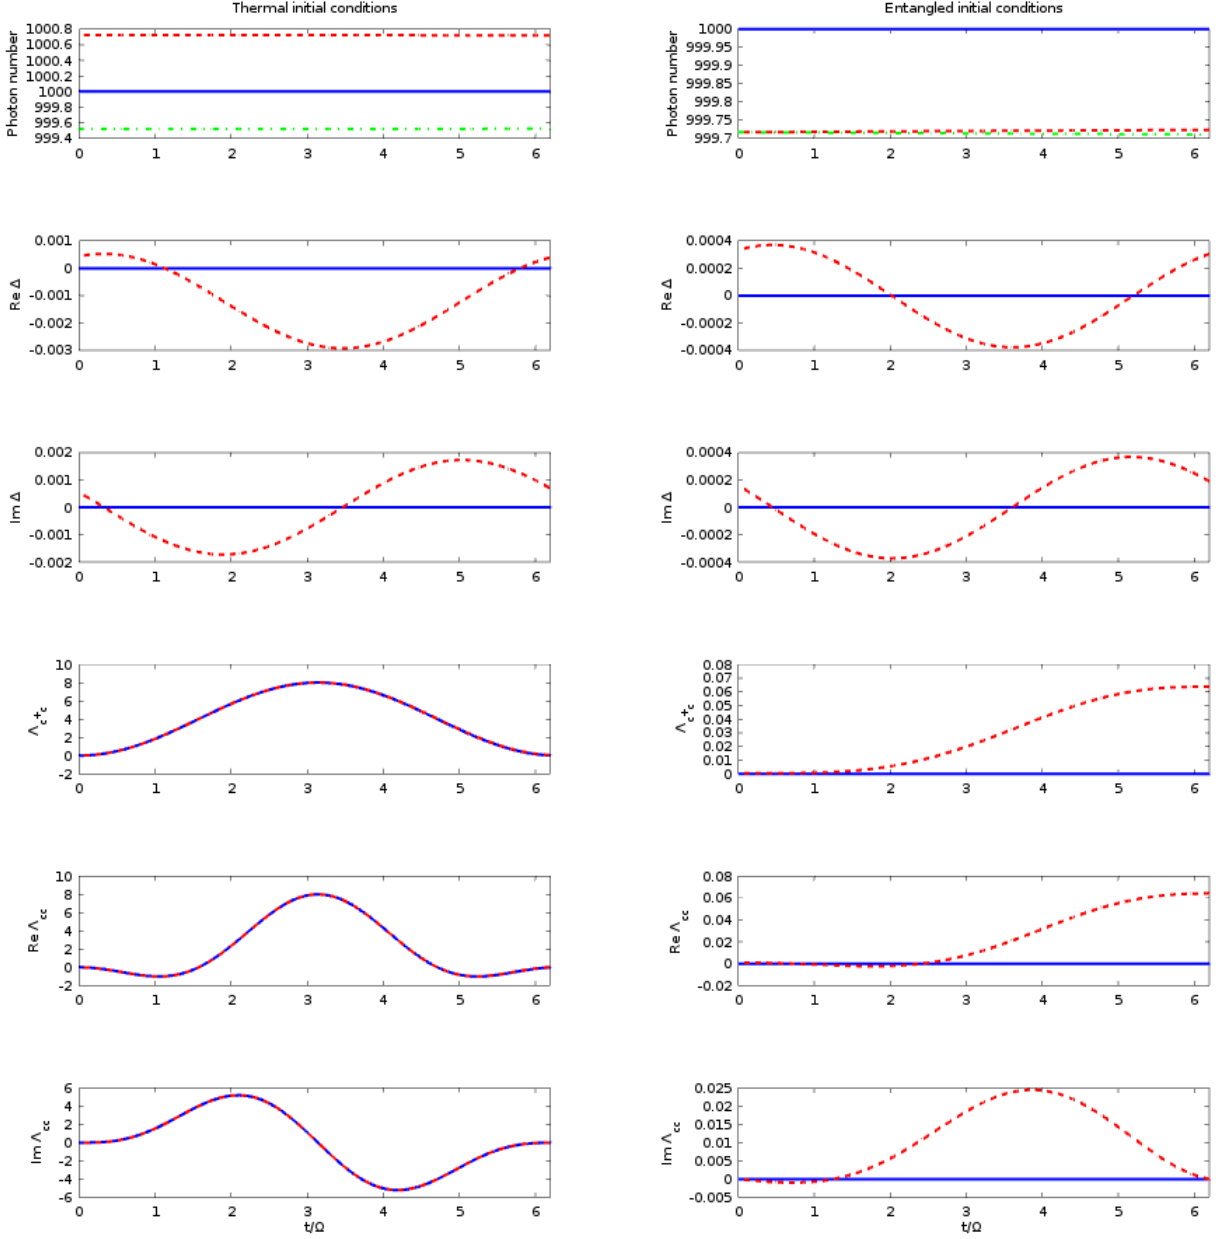 Thermal initial conditions
Photon number
1000.8
1000.6
1000.4
1000.2
1000
999.8
999.6
999.4
0 1 2 3 4 5 6
Entangled initial conditions
Photon number
1000
999.95
999.9
999.85
999.8
999.75
999.7
0 1 2 3 4 5 6
Re Δ
0.001
0
-0.001
-0.002
-0.003
0 1 2 3 4 5 6
Re Δ
0.0004
0.0002
0
-0.0002
-0.0004
0 1 2 3 4 5 6
Im Δ
0.002
0.001
0
-0.001
-0.002
0 1 2 3 4 5 6
Im Δ
0.0004
0.0002
0
-0.0002
-0.0004
0 1 2 3 4 5 6
Λc+c
10
8
6
4
2
0
-2
0 1 2 3 4 5 6
Λc+c
0.08
0.07
0.06
0.05
0.04
0.03
0.02
0.01
0
0 1 2 3 4 5 6
Re Λcc
10
8
6
4
2
0
-2
0 1 2 3 4 5 6
Re Λcc
0.08
0.06
0.04
0.02
0
-0.02
0 1 2 3 4 5 6
Im Λcc
6
4
2
0
-2
-4
-6
0 1 2 3 4 5 6
t/Ω
Im Λcc
0.025
0.02
0.015
0.01
0.005
0
-0.005
0 1 2 3 4 5 6
t/Ω